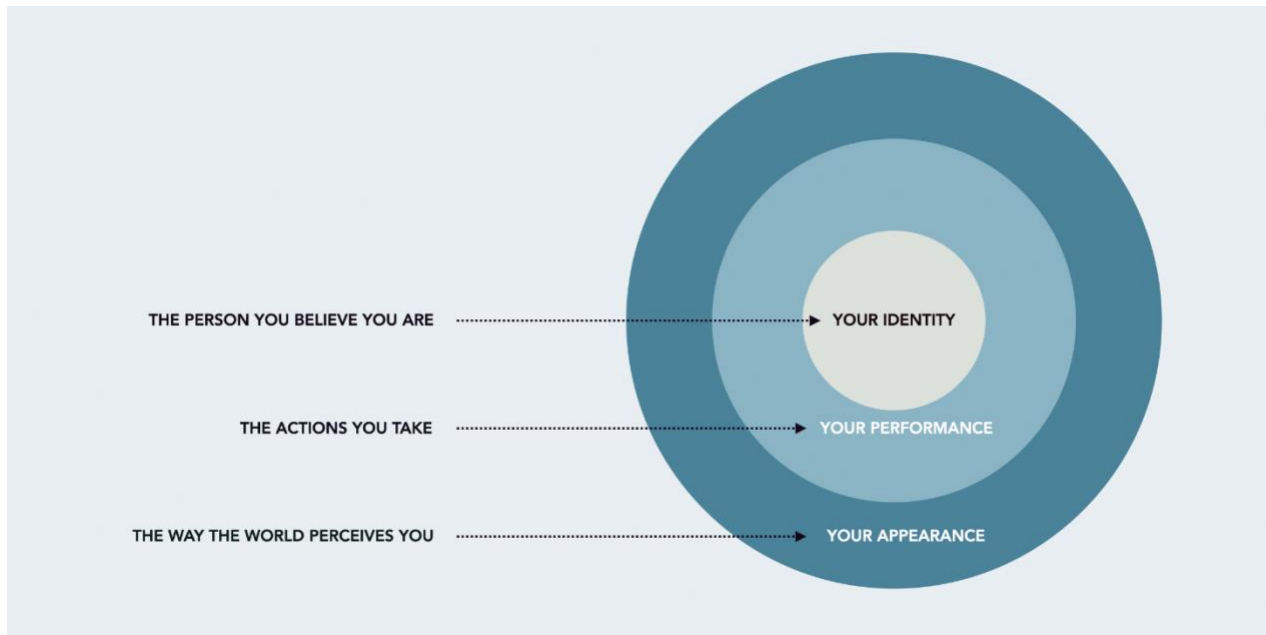 THE PERSON YOU BELIEVE YOU ARE YOUR IDENTITY
THE ACTIONS YOU TAKE YOUR PERFORMANCE
THE WAY THE WORLD PERCEIVES YOU YOUR APPEARANCE